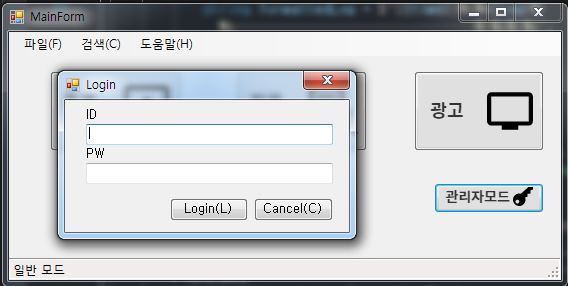 MainForm
파일(F) 검색(C) 도움말(H)
Login
ID
PW
Login(L) Cancel(C)
광고
관리자모드
일반 모드